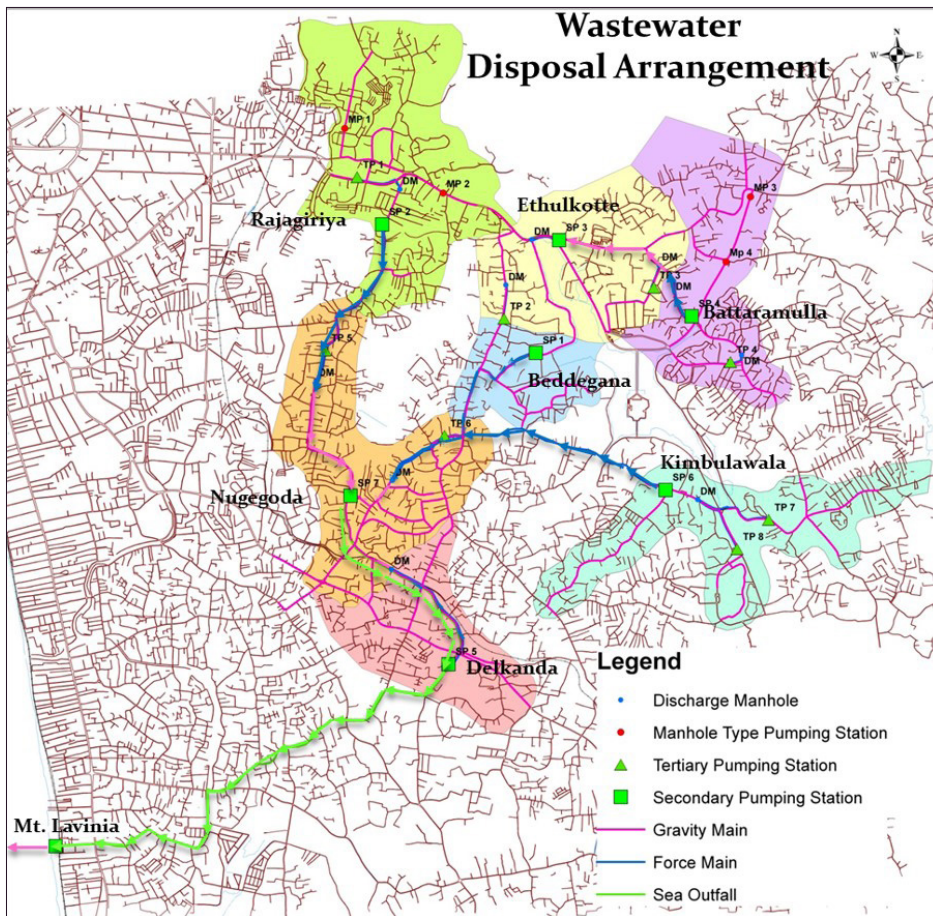 Wastewater
Disposal Arrangement
N
W
E
S
MP 1
TP 1
DM
MP 2
MP 3
Rajagiriya
SP 2
Ethulkotte
DM
SP 3
DM
Mp 4
DM
TP 3
DM
SP 4
TP 2
Battaramulla
TP 5
SP 1
TP 4
DM
DM
Beddegana
TP 6
Kimbulawala
DM
SP 6
Nugegoda
SP 7
DM
TP 7
TP 8
DM
SP 5
Delkanda
Mt. Lavinia
Legend
Discharge Manhole
Manhole Type Pumping Station
Tertiary Pumping Station
Secondary Pumping Station
Gravity Main
Force Main
Sea Outfall